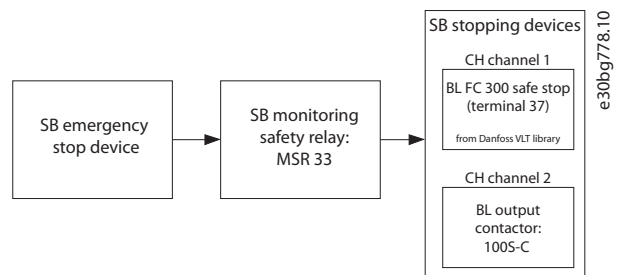 SB emergency
stop device
SB monitoring
safety relay:
MSR 33
SB stopping devices
CH channel 1
BL FC 300 safe stop
(terminal 37)
from Danfoss VLT library
CH channel 2
BL output
contactor:
100S-C
e30bg778.10